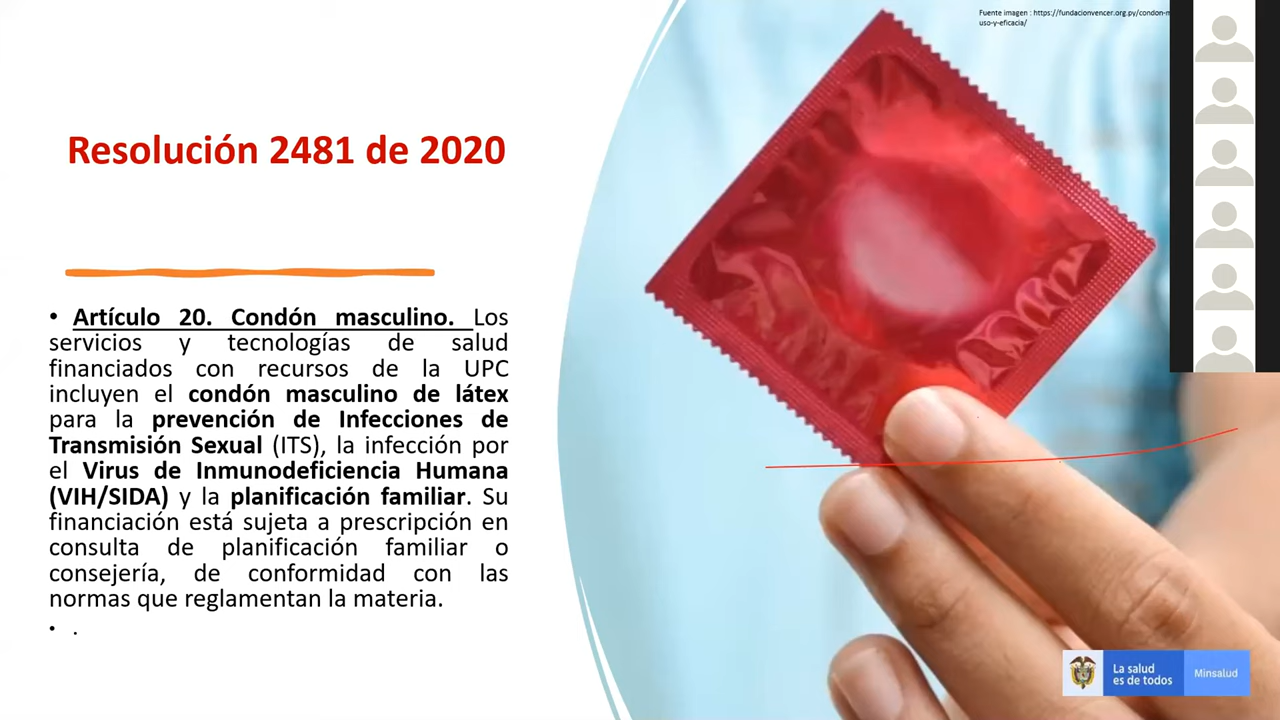 Fuente imagen : https://fundacionvencer.org.py/condon-m
uso-y-eficacia/
Resolución 2481 de 2020
• Artículo 20. Condón masculino. Los
servicios y tecnologías de salud
financiados con recursos de la UPC
incluyen el condón masculino de látex
para la prevención de Infecciones de
Transmisión Sexual (ITS), la infección por
el Virus de Inmunodeficiencia Humana
(VIH/SIDA) y la planificación familiar. Su
financiación está sujeta a prescripción en
consulta de planificación familiar o
consejería, de conformidad con las
normas que reglamentan la materia.
• .
La salud
es de todos
Minsalud